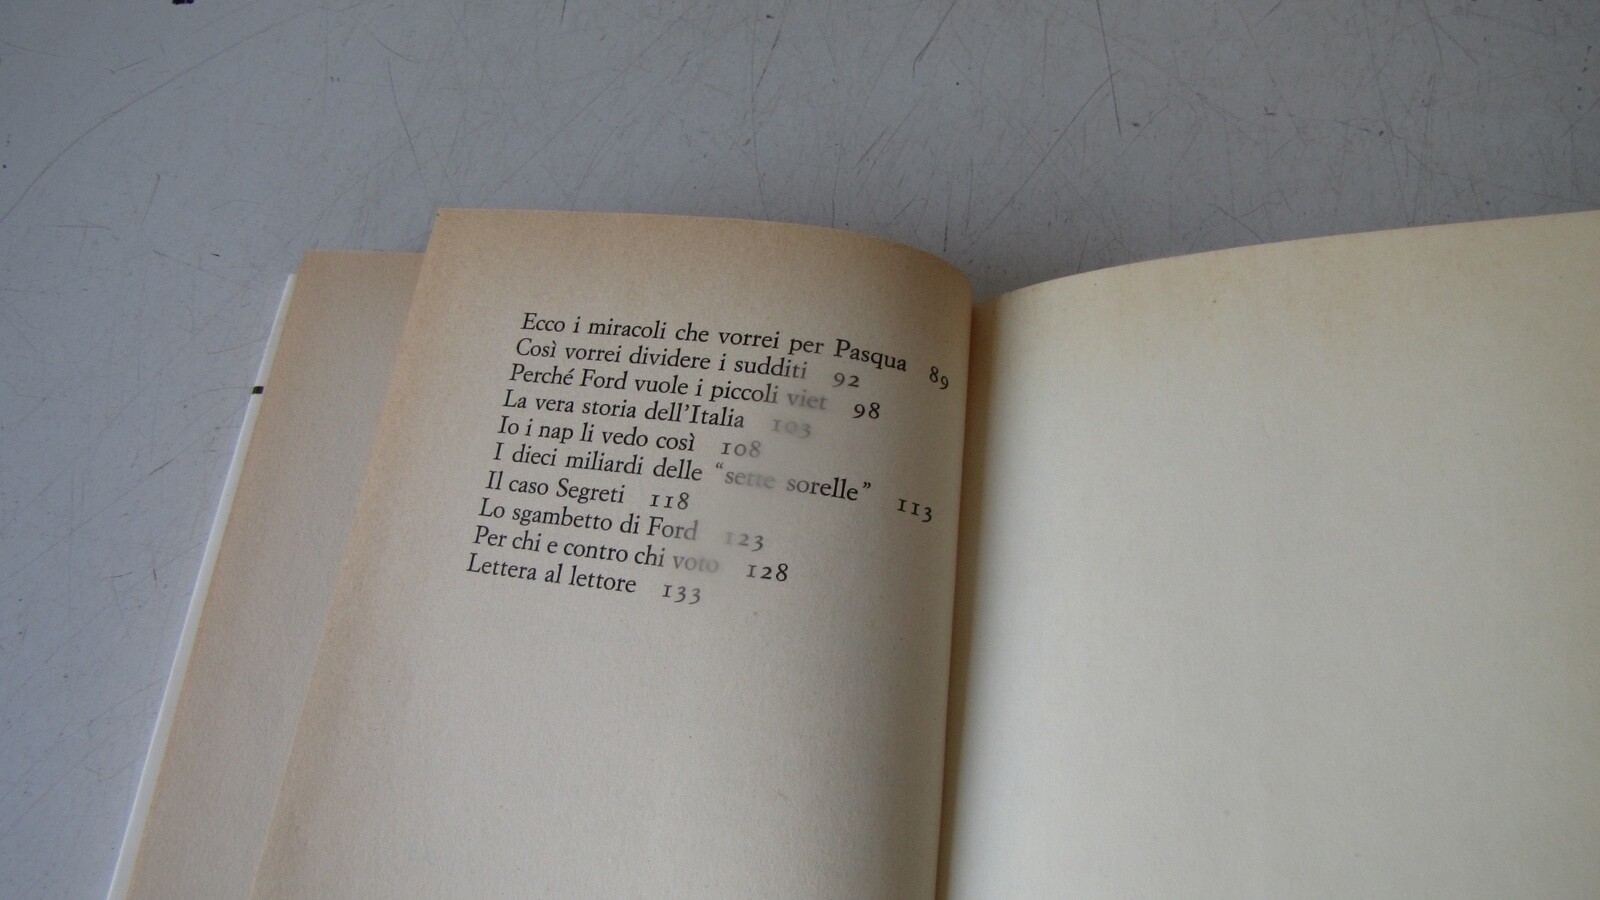 Ecco i miracoli che vorrei per Pasqua 89
Così vorrei dividere i sudditi 92
Perché Ford vuole i piccoli viet 98
La vera storia dell'Italia 103
Io i nap li vedo così 108
I dieci miliardi delle “sette sorelle” 113
Il caso Segreti 118
Lo sgambetto di Ford 123
Per chi e contro chi voto 128
Lettera al lettore 133